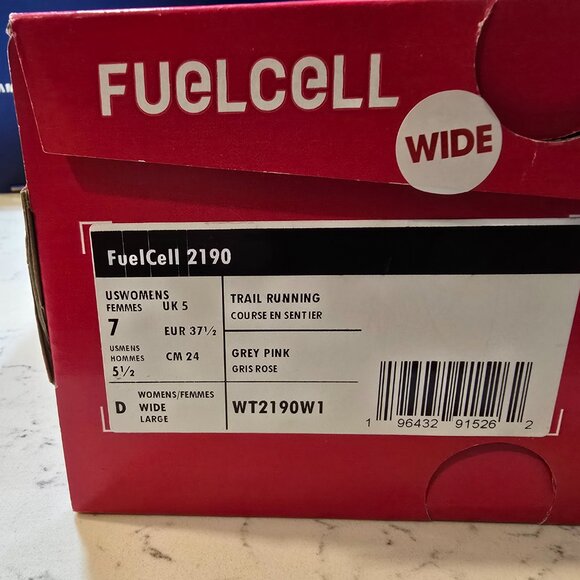 FUELCELL
WIDE
FuelCell 2190
USWOMENS
FEMMES
7
UK 5
EUR 37½
USMENS
HOMMES
5½
CM 24
TRAIL RUNNING
COURSE EN SENTIER
GREY PINK
GRIS ROSE
D
WOMENS/FEMMES
WIDE
LARGE
WT2190W1
1 96432 91526 2